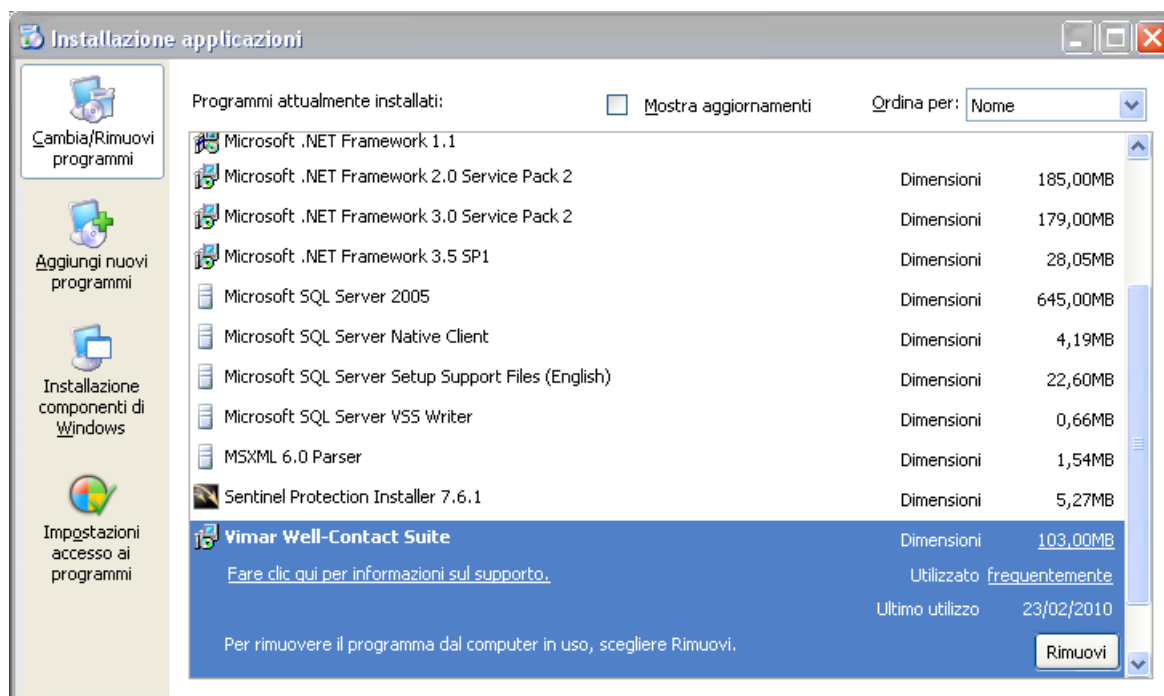 Installazione applicazioni
Cambia/Rimuovi
programmi
Aggiungi nuovi
programmi
Installazione
componenti di
Windows
Impostazioni
accesso ai
programmi
Programmi attualmente installati:
Mostra aggiornamenti
Ordina per: Nome
Microsoft .NET Framework 1.1
Microsoft .NET Framework 2.0 Service Pack 2 Dimensioni 185,00MB
Microsoft .NET Framework 3.0 Service Pack 2 Dimensioni 179,00MB
Microsoft .NET Framework 3.5 SP1 Dimensioni 28,05MB
Microsoft SQL Server 2005 Dimensioni 645,00MB
Microsoft SQL Server Native Client Dimensioni 4,19MB
Microsoft SQL Server Setup Support Files (English) Dimensioni 22,60MB
Microsoft SQL Server VSS Writer Dimensioni 0,66MB
MSXML 6.0 Parser Dimensioni 1,54MB
Sentinel Protection Installer 7.6.1 Dimensioni 5,27MB
Vimar Well-Contact Suite Dimensioni 103,00MB
Fare clic qui per informazioni sul supporto. Utilizzato frequentemente
Ultimo utilizzo 23/02/2010
Per rimuovere il programma dal computer in uso, scegliere Rimuovi. Rimuovi